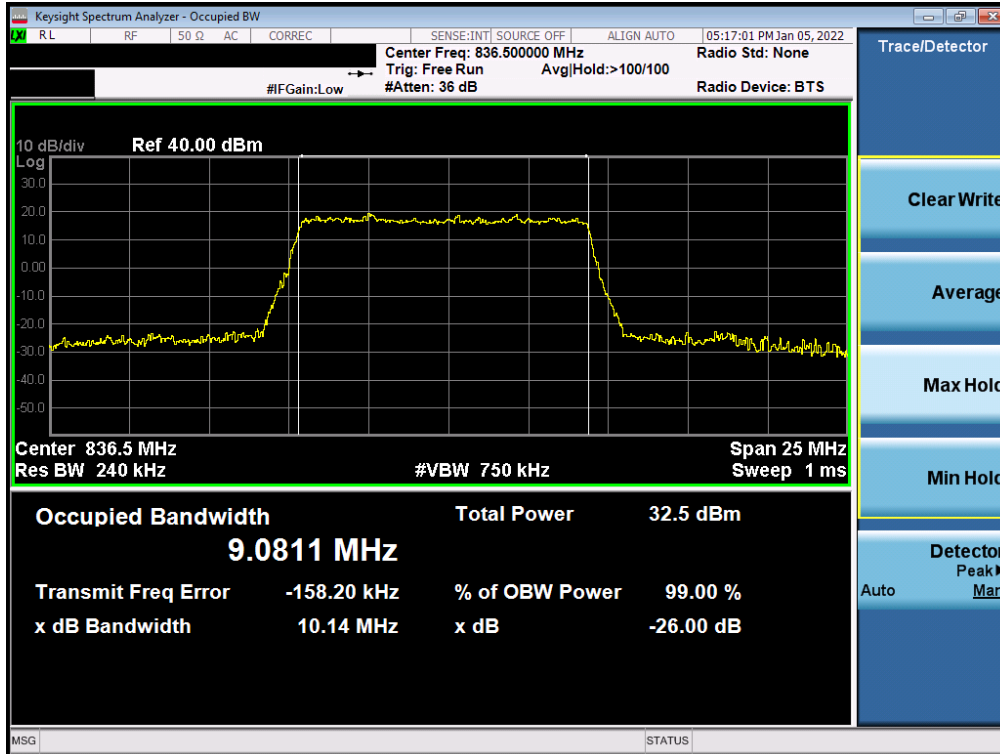 Keysight Spectrum Analyzer - Occupied BW
LXI RL RF 50 Ω AC CORREC SENSE:INT SOURCE OFF ALIGN AUTO 05:17:01 PM Jan 05, 2022
Center Freq: 836.500000 MHz Radio Std: None
Trig: Free Run Avg|Hold:>100/100
#IFGain:Low #Atten: 36 dB Radio Device: BTS
Trace/Detector
10 dB/div Ref 40.00 dBm
Log
30.0
20.0
10.0
0.00
-10.0
-20.0
-30.0
-40.0
-50.0
Center 836.5 MHz Span 25 MHz
Res BW 240 kHz #VBW 750 kHz Sweep 1 ms
Occupied Bandwidth Total Power 32.5 dBm
9.0811 MHz
Transmit Freq Error -158.20 kHz % of OBW Power 99.00 %
x dB Bandwidth 10.14 MHz x dB -26.00 dB
Clear Write
Average
Max Hold
Min Hold
Detector
Peak
Auto Man
MSG STATUS